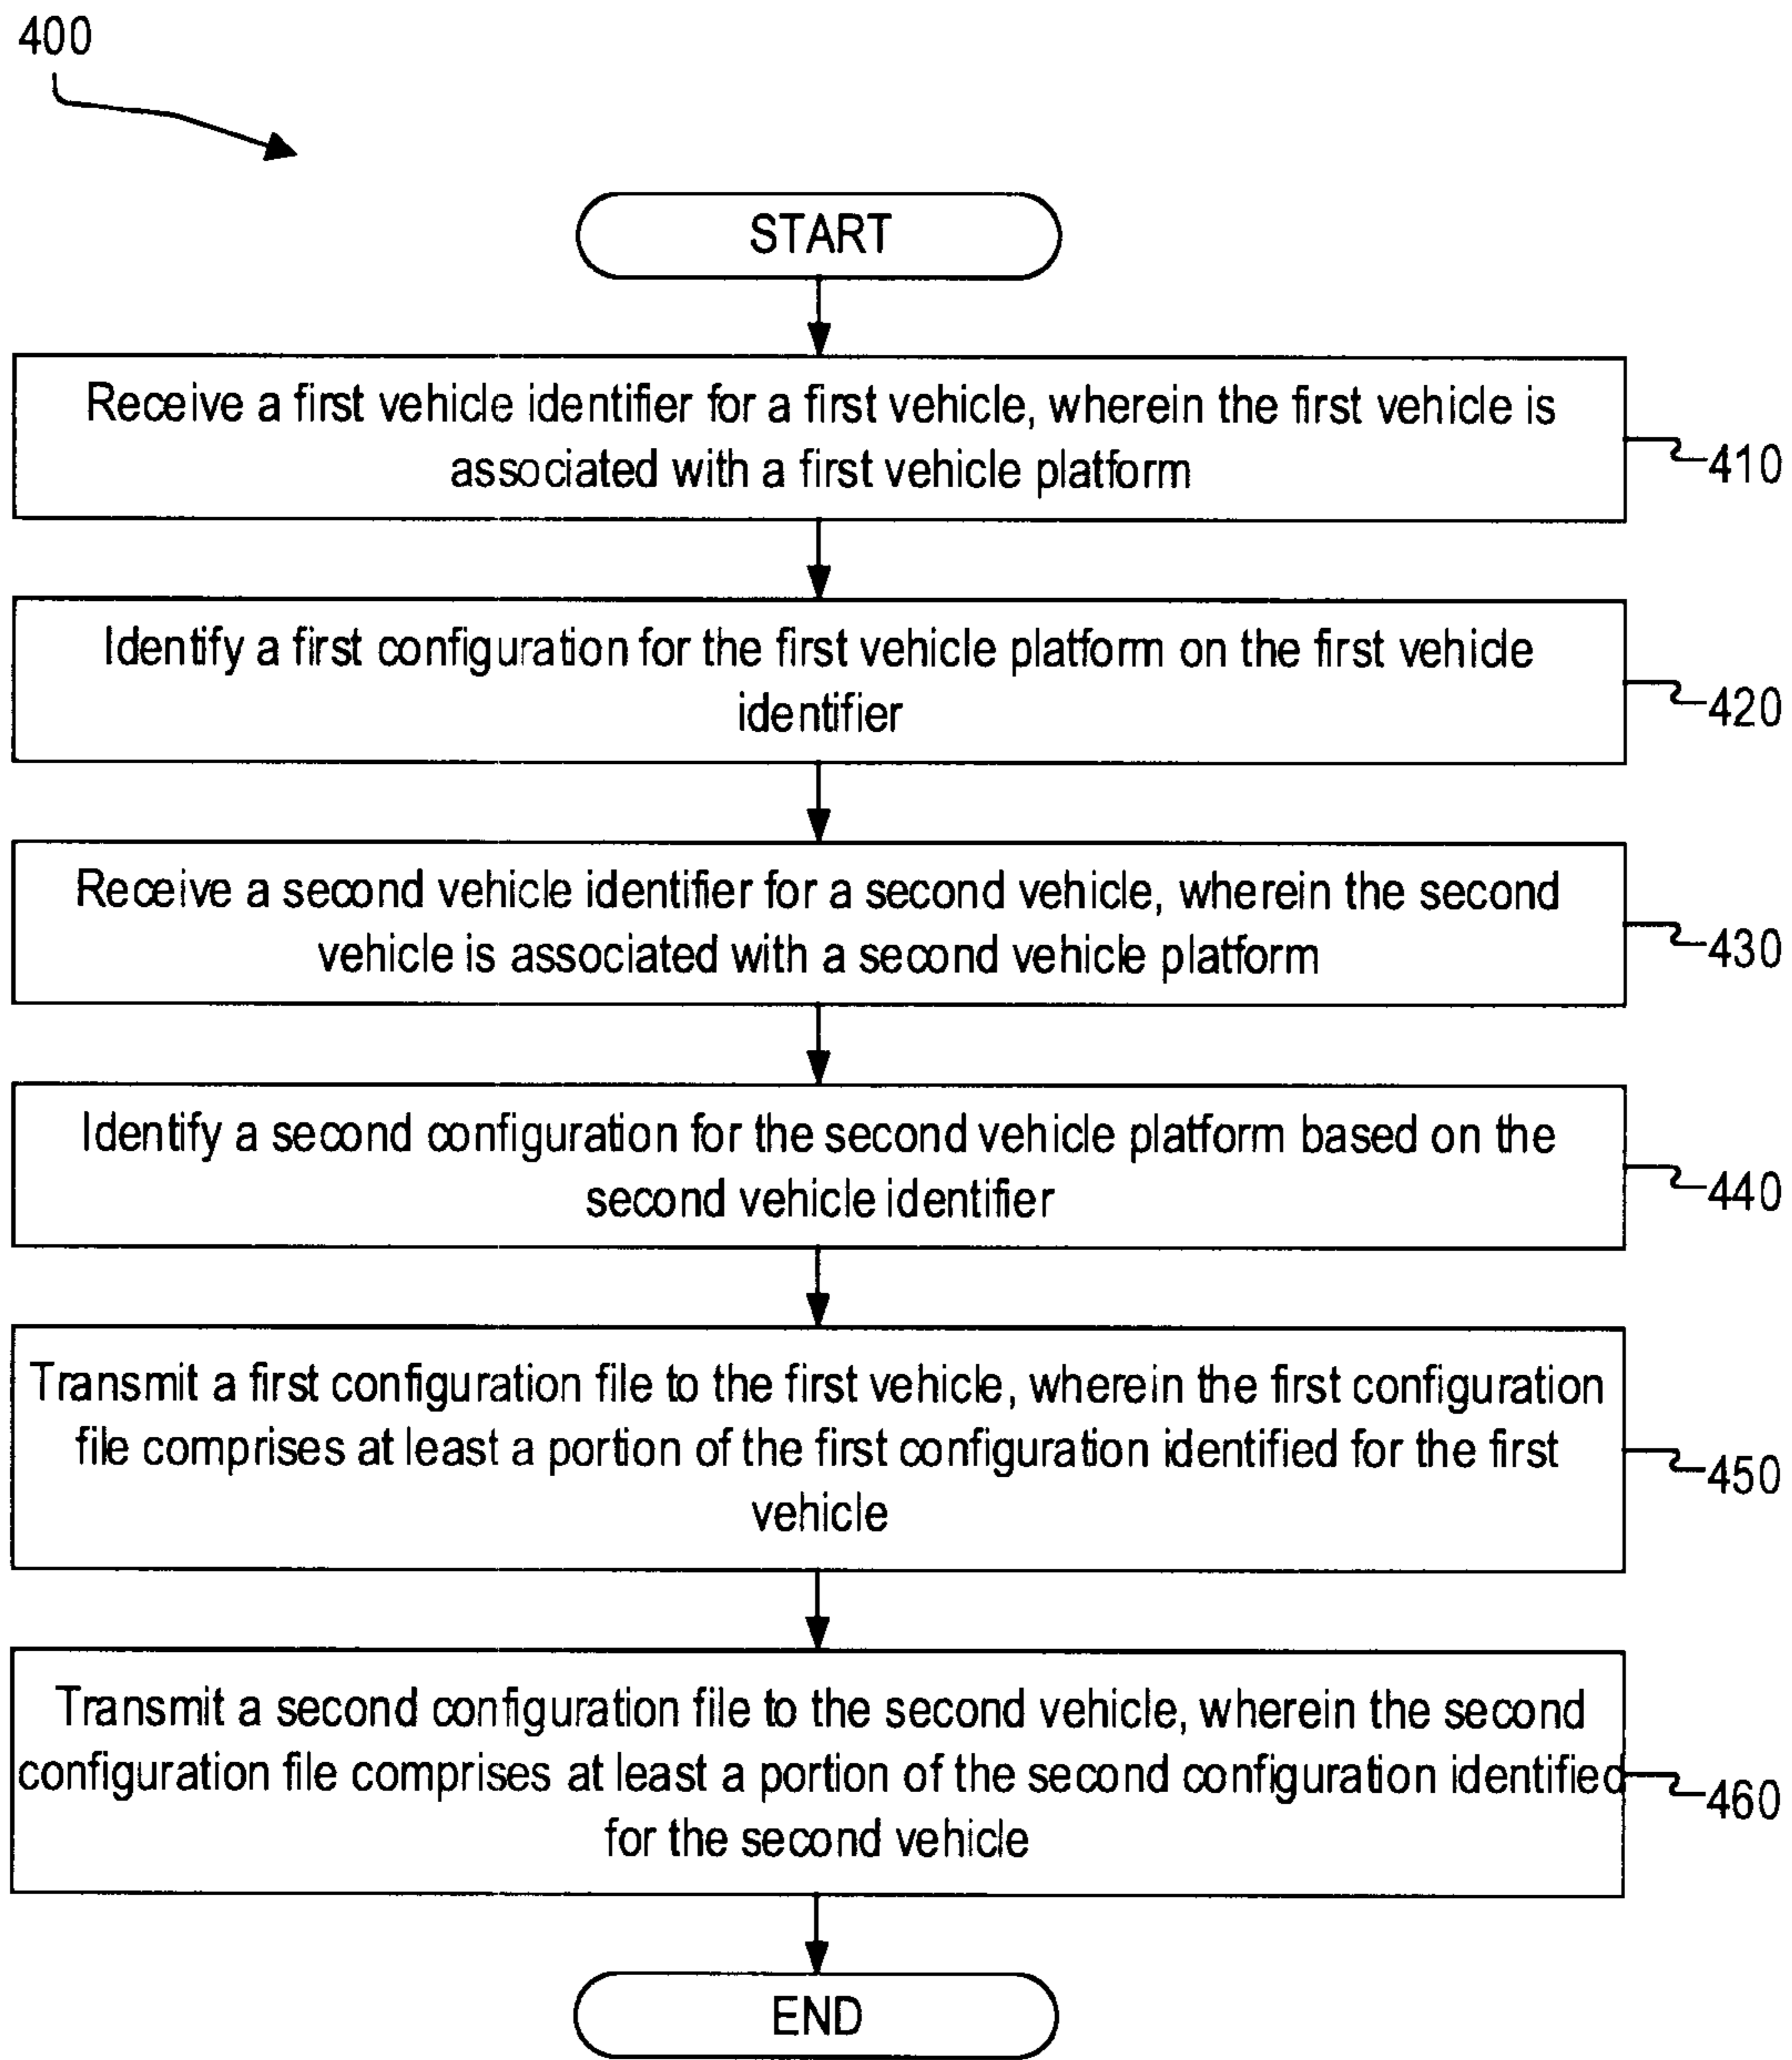 400
START
Receive a first vehicle identifier for a first vehicle, wherein the first vehicle is
associated with a first vehicle platform
410
Identify a first configuration for the first vehicle platform on the first vehicle
identifier
420
Receive a second vehicle identifier for a second vehicle, wherein the second
vehicle is associated with a second vehicle platform
430
Identify a second configuration for the second vehicle platform based on the
second vehicle identifier
440
Transmit a first configuration file to the first vehicle, wherein the first configuration
file comprises at least a portion of the first configuration identified for the first
vehicle
450
Transmit a second configuration file to the second vehicle, wherein the second
configuration file comprises at least a portion of the second configuration identified
for the second vehicle
460
END